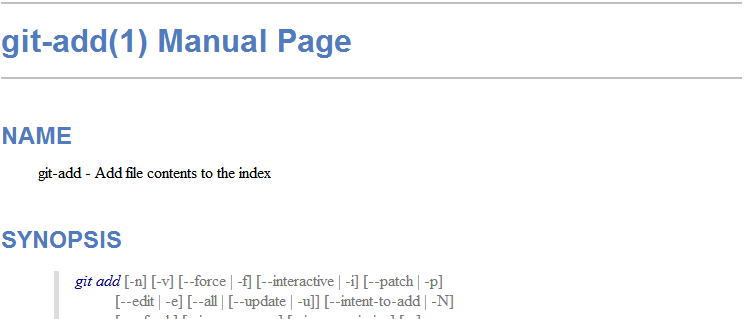 git-add(1) Manual Page
NAME
git-add - Add file contents to the index
SYNOPSIS
git add [-n] [-v] [--force | -f] [--interactive | -i] [--patch | -p]
[--edit | -e] [--all | [--update | -u]] [--intent-to-add | -N]